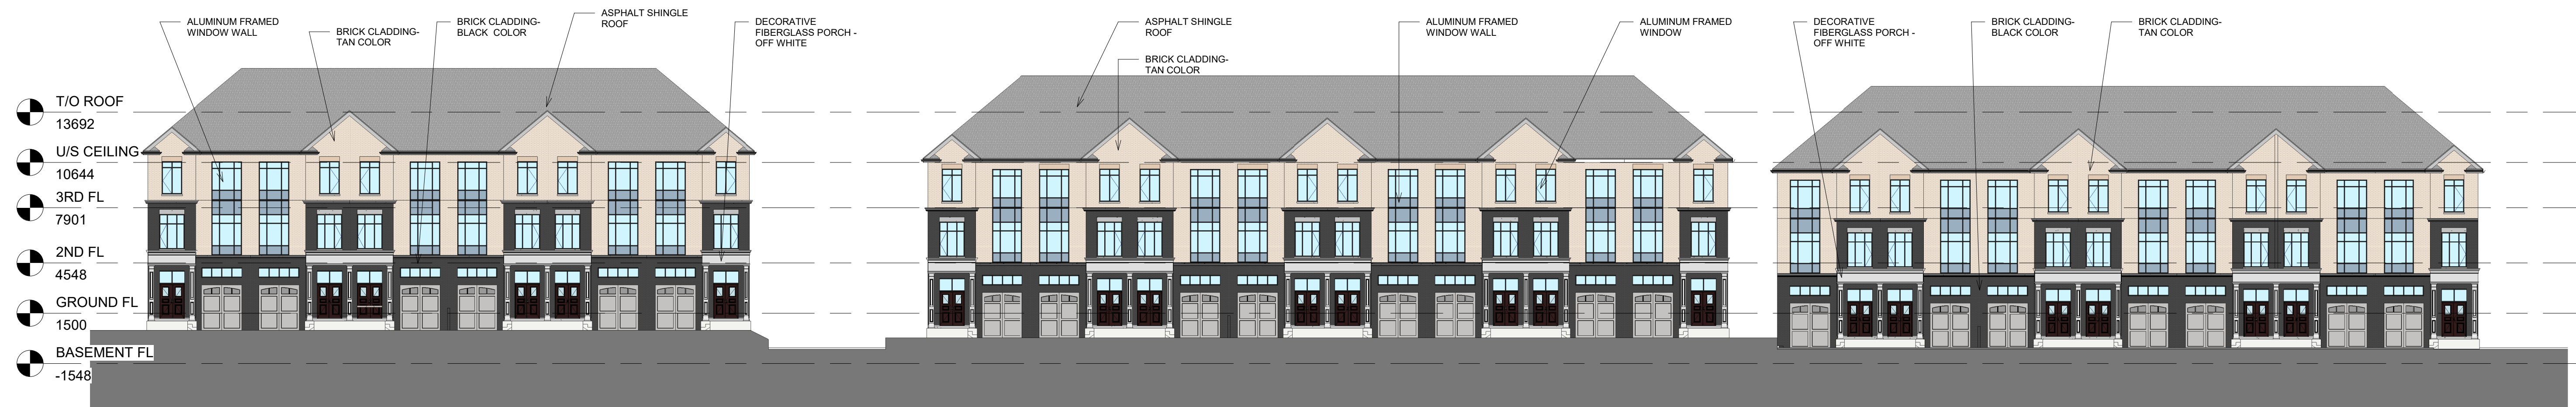 ALUMINUM FRAMED
WINDOW WALL
BRICK CLADDING-
TAN COLOR
BRICK CLADDING-
BLACK  COLOR
ASPHALT SHINGLE
ROOF
DECORATIVE
FIBERGLASS PORCH -
OFF WHITE
ASPHALT SHINGLE
ROOF
BRICK CLADDING-
TAN COLOR
ALUMINUM FRAMED
WINDOW WALL
ALUMINUM FRAMED
WINDOW
DECORATIVE
FIBERGLASS PORCH -
OFF WHITE
BRICK CLADDING-
BLACK COLOR
BRICK CLADDING-
TAN COLOR
T/O ROOF
13692
U/S CEILING
10644
3RD FL
7901
2ND FL
4548
GROUND FL
1500
BASEMENT FL
-1548